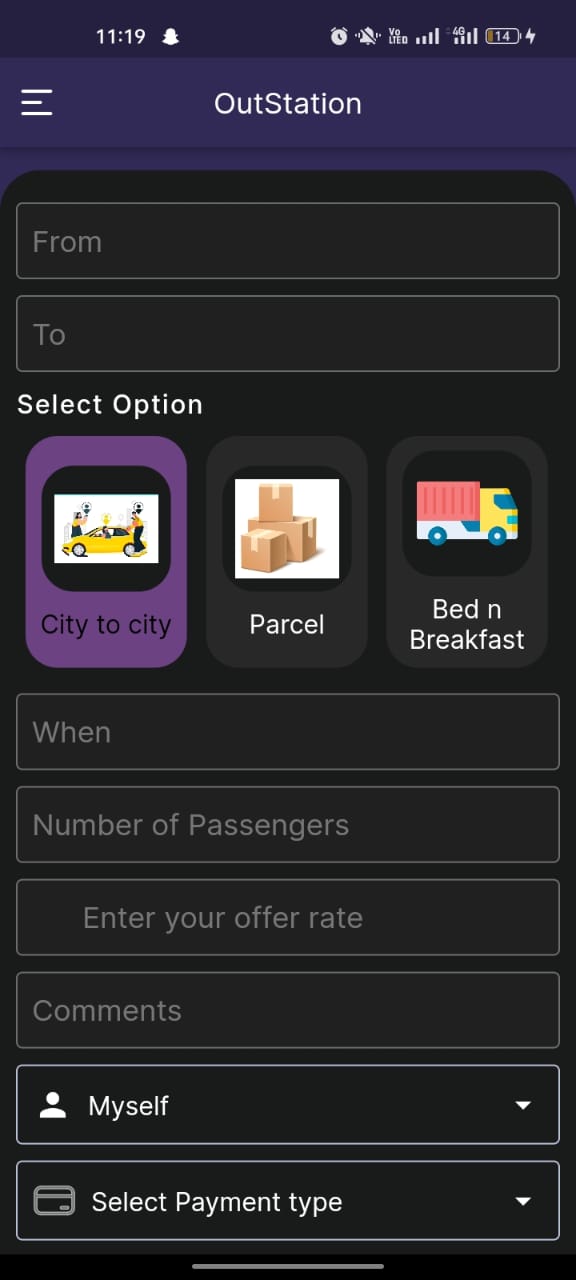 11:19
Vo
LTED
4G
14
OutStation
From
To
Select Option
City to city
Parcel
Bed n
Breakfast
When
Number of Passengers
Enter your offer rate
Comments
Myself
Select Payment type